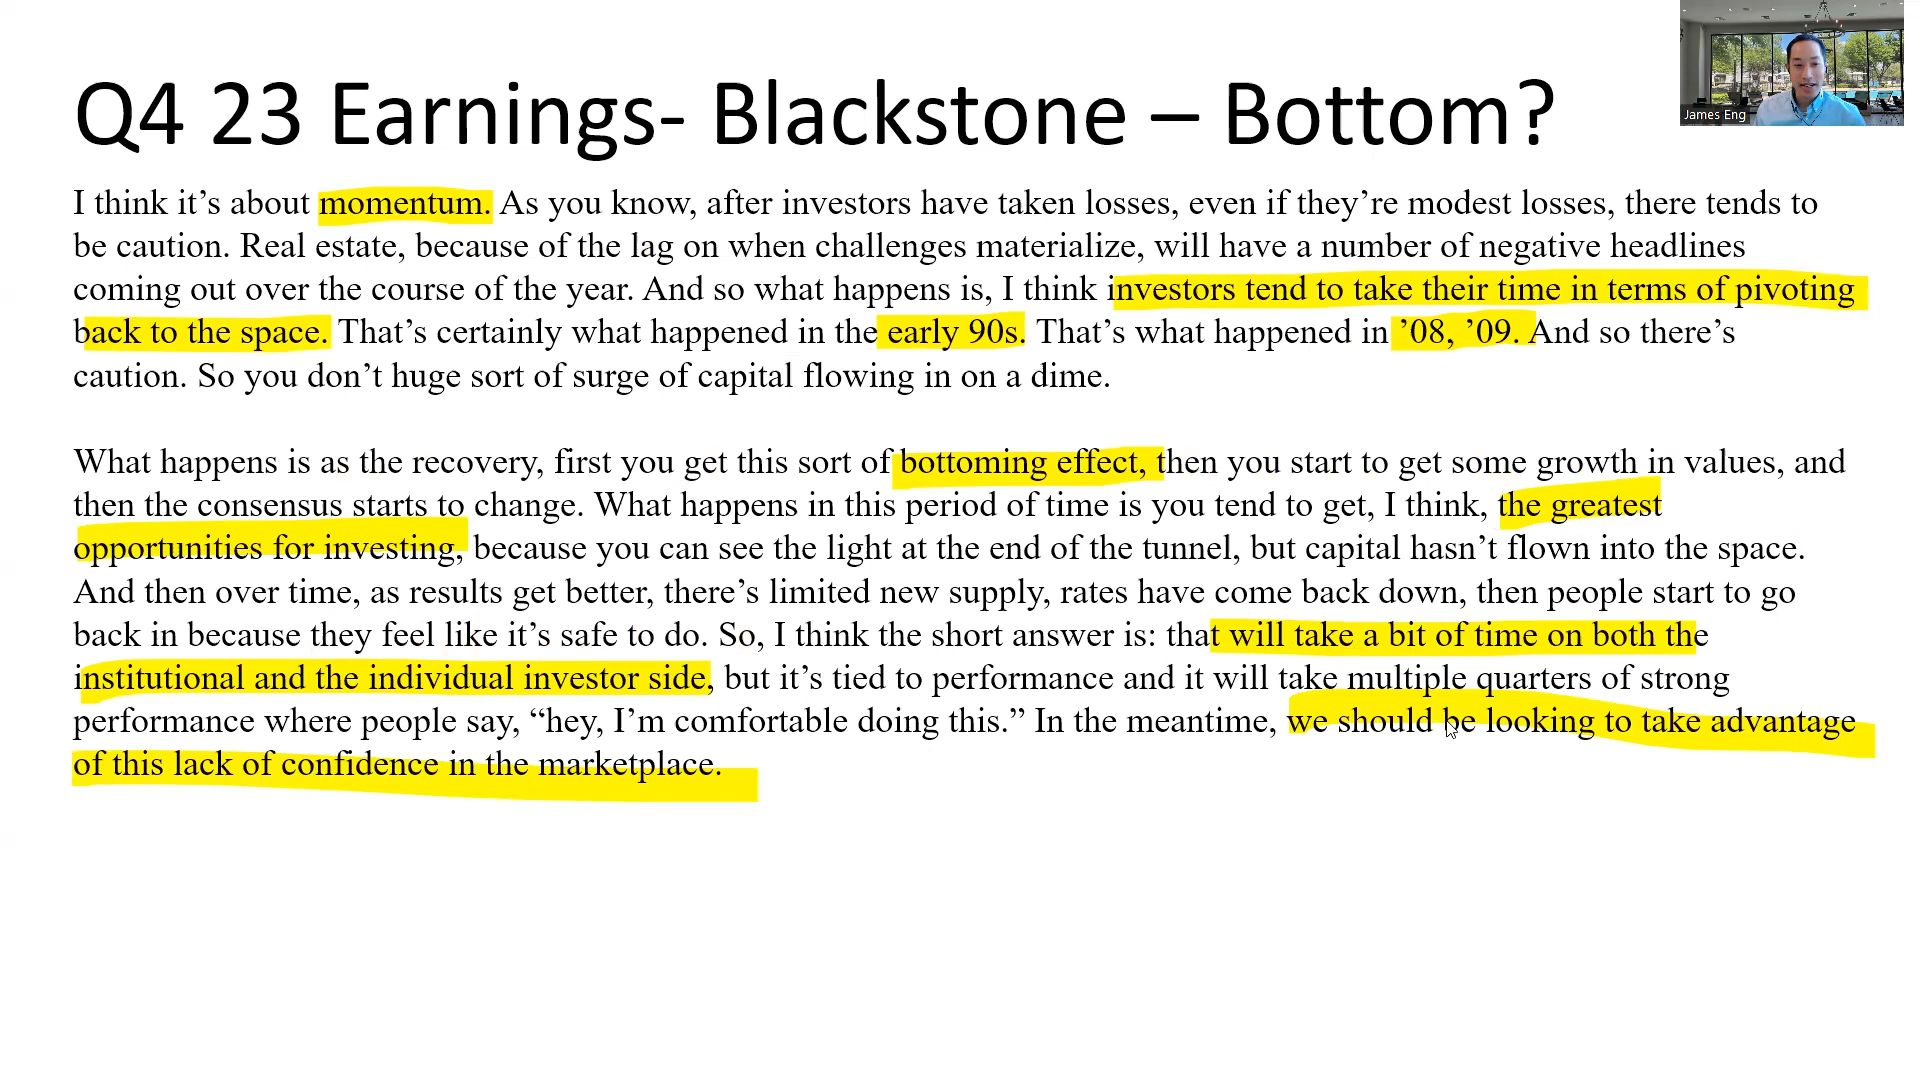 Q4 23 Earnings- Blackstone – Bottom?
James Eng
I think it’s about momentum. As you know, after investors have taken losses, even if they’re modest losses, there tends to
be caution. Real estate, because of the lag on when challenges materialize, will have a number of negative headlines
coming out over the course of the year. And so what happens is, I think investors tend to take their time in terms of pivoting
back to the space. That’s certainly what happened in the early 90s. That’s what happened in ’08, ’09. And so there’s
caution. So you don’t huge sort of surge of capital flowing in on a dime.
What happens is as the recovery, first you get this sort of bottoming effect, then you start to get some growth in values, and
then the consensus starts to change. What happens in this period of time is you tend to get, I think, the greatest
opportunities for investing, because you can see the light at the end of the tunnel, but capital hasn’t flown into the space.
And then over time, as results get better, there’s limited new supply, rates have come back down, then people start to go
back in because they feel like it’s safe to do. So, I think the short answer is: that will take a bit of time on both the
institutional and the individual investor side, but it’s tied to performance and it will take multiple quarters of strong
performance where people say, “hey, I’m comfortable doing this.” In the meantime, we should be looking to take advantage
of this lack of confidence in the marketplace.